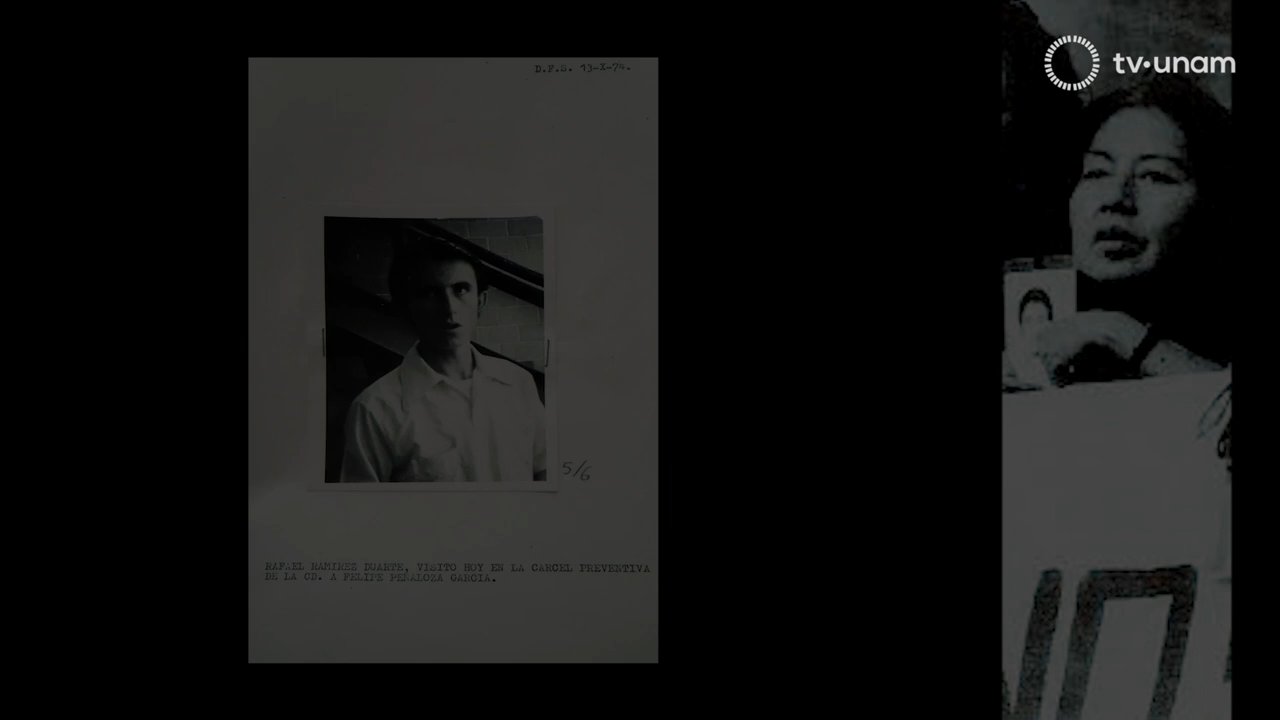 D.F.S. 13-X-74.
tv·unam
5/6
RAFAEL RAMIREZ DUARTE, VISITO HOY EN LA CARCEL PREVENTIVA
DE LA CD. A FELIPE PEÑALOZA GARCIA.